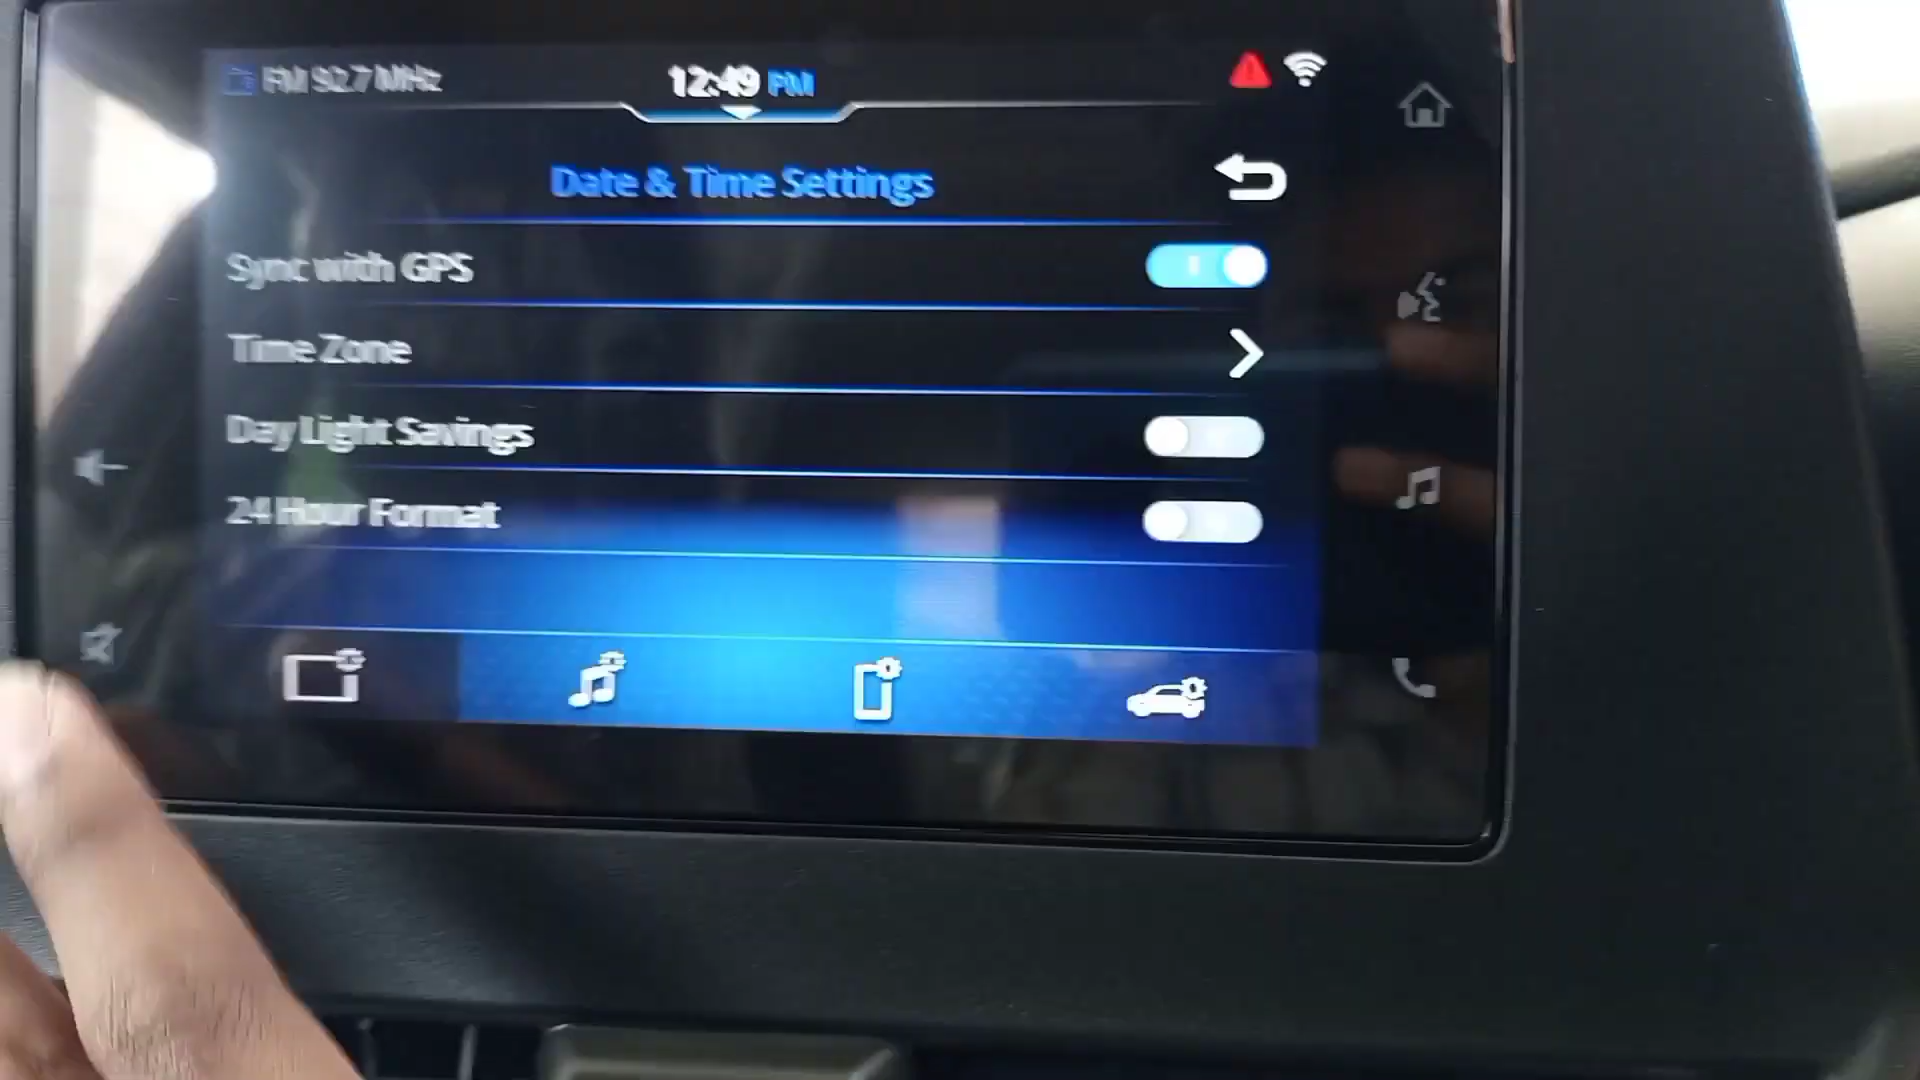 FM 92.7 MHz
12:49 PM
Date & Time Settings
Sync with GPS
Time Zone
Day Light Savings
24 Hour Format